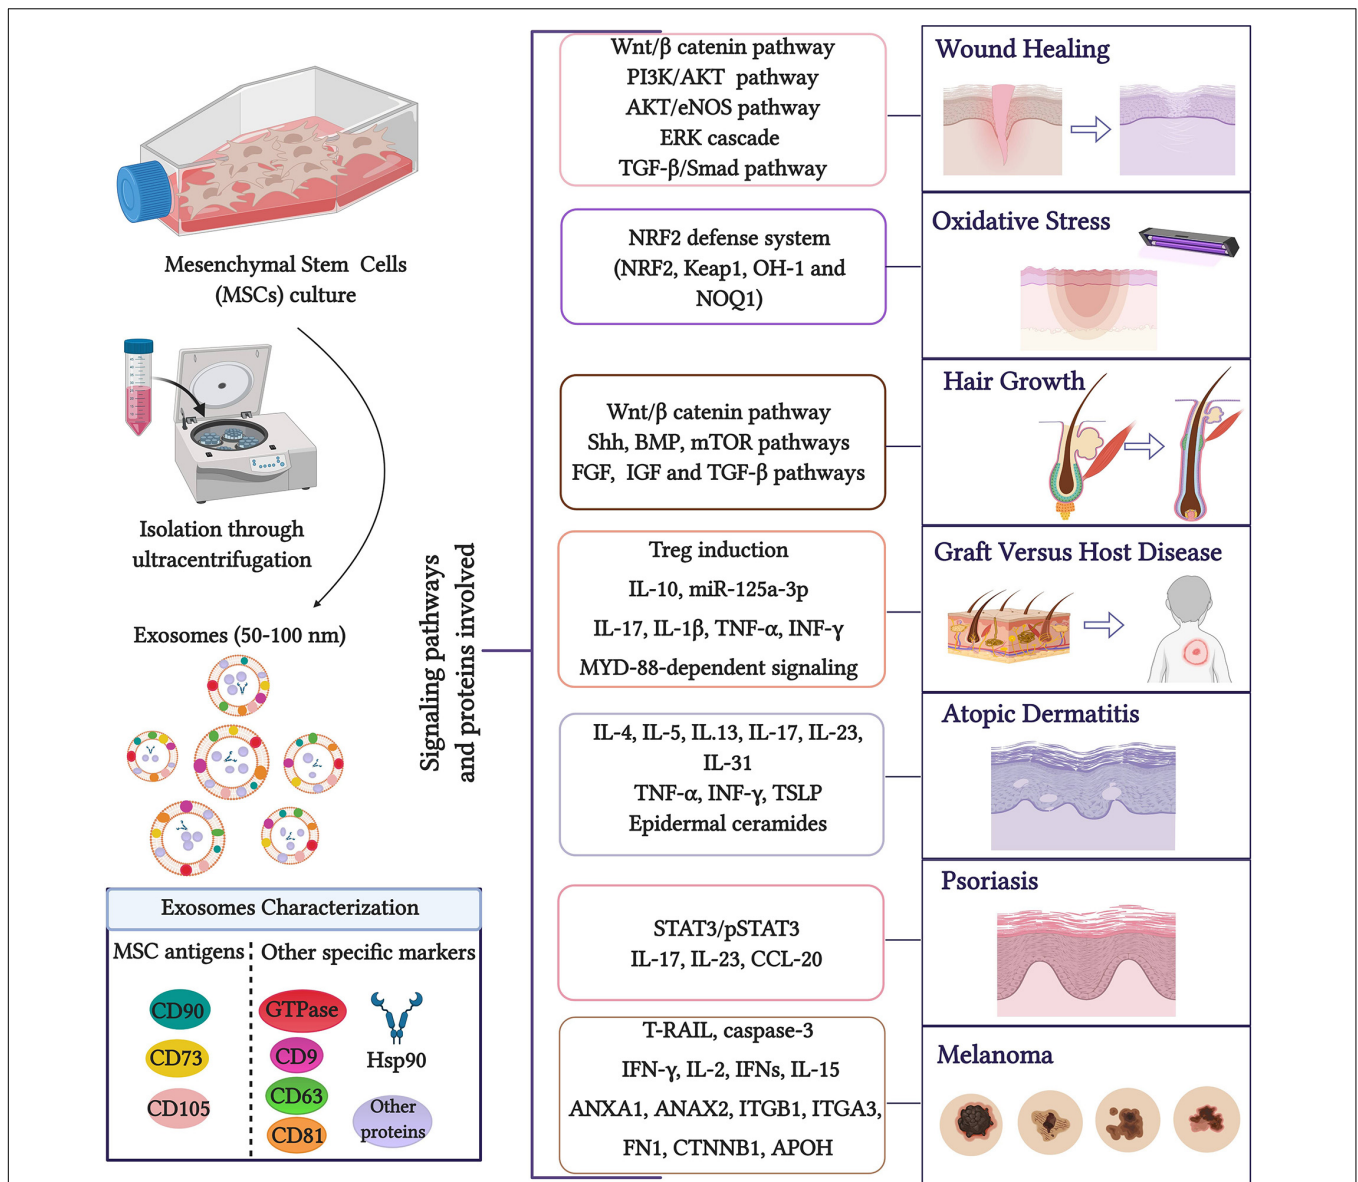 Mesenchymal Stem Cells
(MSCs) culture
Isolation through
ultracentrifugation
Exosomes (50-100 nm)
Exosomes Characterization
MSC antigens
CD90
CD73
CD105
Other specific markers
GTPase
CD9
CD63
CD81
Hsp90
Other
proteins
Signaling pathways
and proteins involved
Wnt/β catenin pathway
PI3K/AKT pathway
AKT/eNOS pathway
ERK cascade
TGF-β/Smad pathway
Wound Healing
NRF2 defense system
(NRF2, Keap1, OH-1 and
NOQ1)
Oxidative Stress
Wnt/β catenin pathway
Shh, BMP, mTOR pathways
FGF, IGF and TGF-β pathways
Hair Growth
Treg induction
IL-10, miR-125a-3p
IL-17, IL-1β, TNF-α, INF-γ
MYD-88-dependent signaling
Graft Versus Host Disease
IL-4, IL-5, IL.13, IL-17, IL-23,
IL-31
TNF-α, INF-γ, TSLP
Epidermal ceramides
Atopic Dermatitis
STAT3/pSTAT3
IL-17, IL-23, CCL-20
Psoriasis
T-RAIL, caspase-3
IFN-γ, IL-2, IFNs, IL-15
ANXA1, ANAX2, ITGB1, ITGA3,
FN1, CTNNB1, APOH
Melanoma